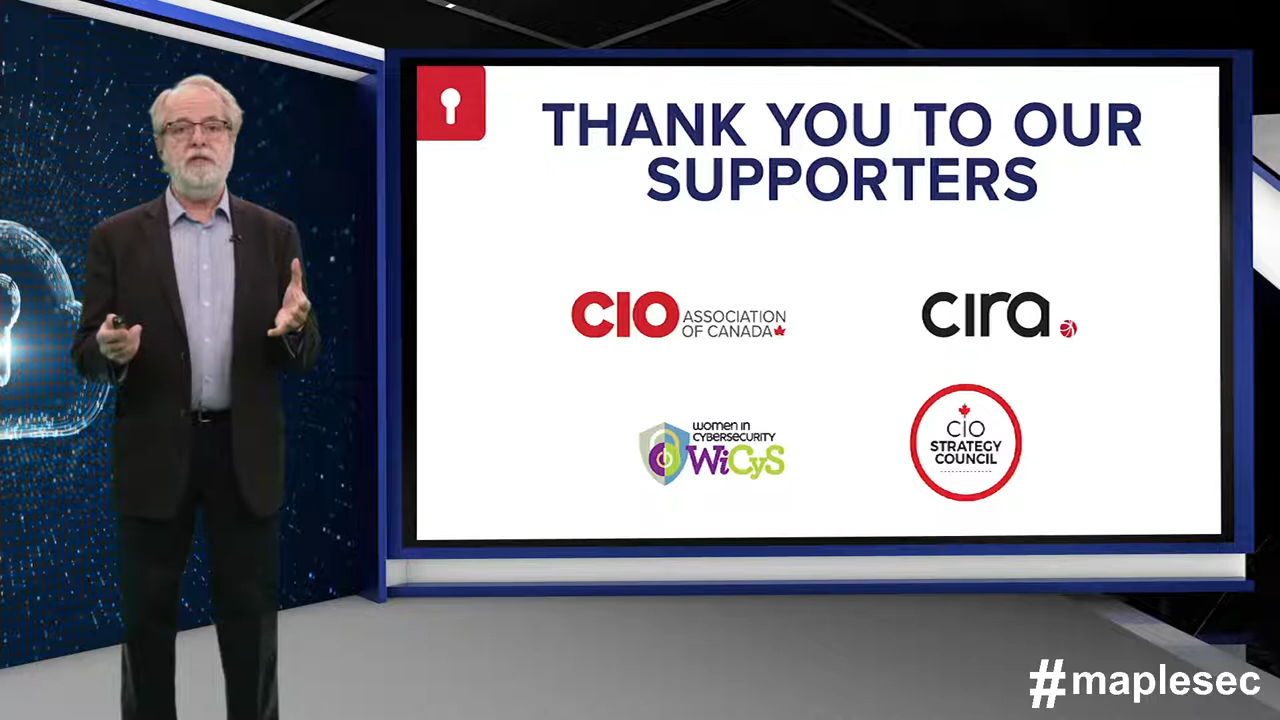 THANK YOU TO OUR
SUPPORTERS
CIO ASSOCIATION
OF CANADA
cira
WOMEN IN
CYBERSECURITY
WiCyS
CIO
STRATEGY
COUNCIL
#maplesec